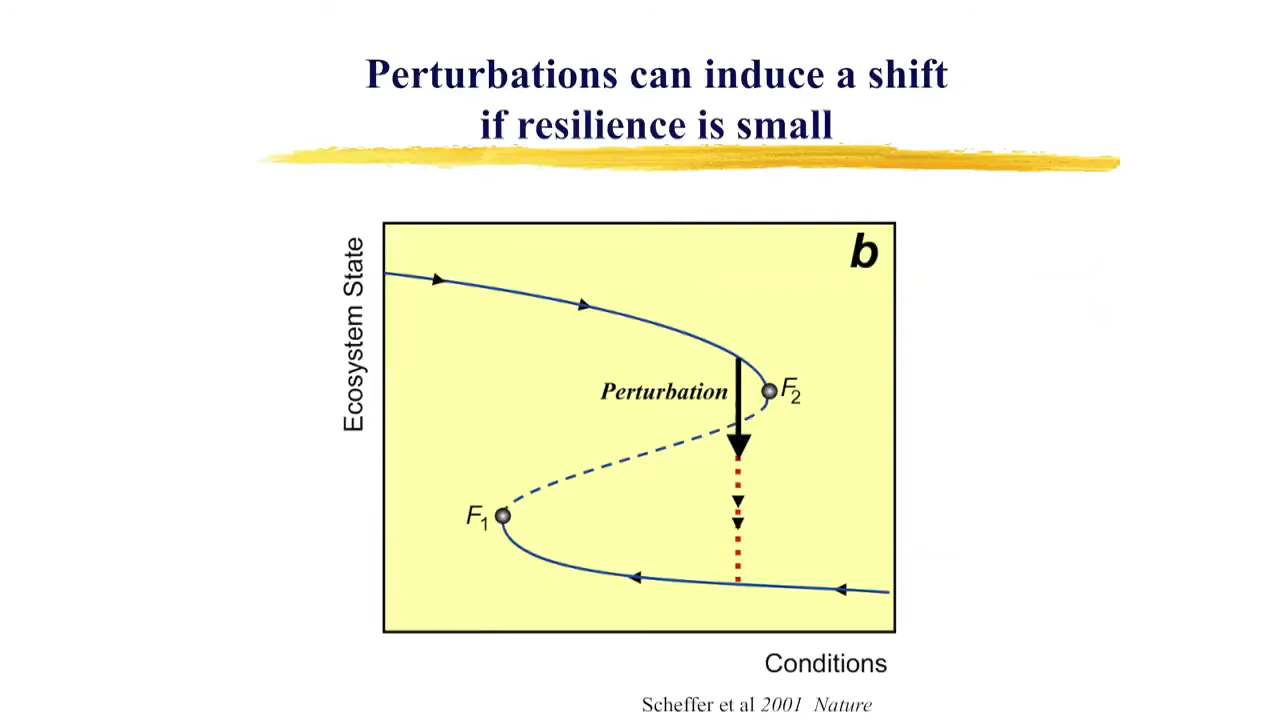 Perturbations can induce a shift
if resilience is small
b
Ecosystem State
Perturbation
F2
F1
Conditions
Scheffer et al 2001 Nature